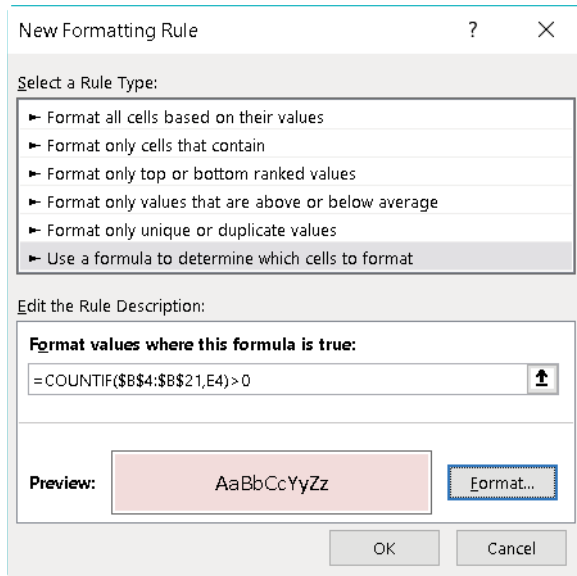 New Formatting Rule ? ×
Select a Rule Type:
► Format all cells based on their values
► Format only cells that contain
► Format only top or bottom ranked values
► Format only values that are above or below average
► Format only unique or duplicate values
► Use a formula to determine which cells to format
Edit the Rule Description:
Format values where this formula is true:
=COUNTIF($B$4:$B$21,E4)>0
Preview: AaBbCcYyZz Format...
OK Cancel